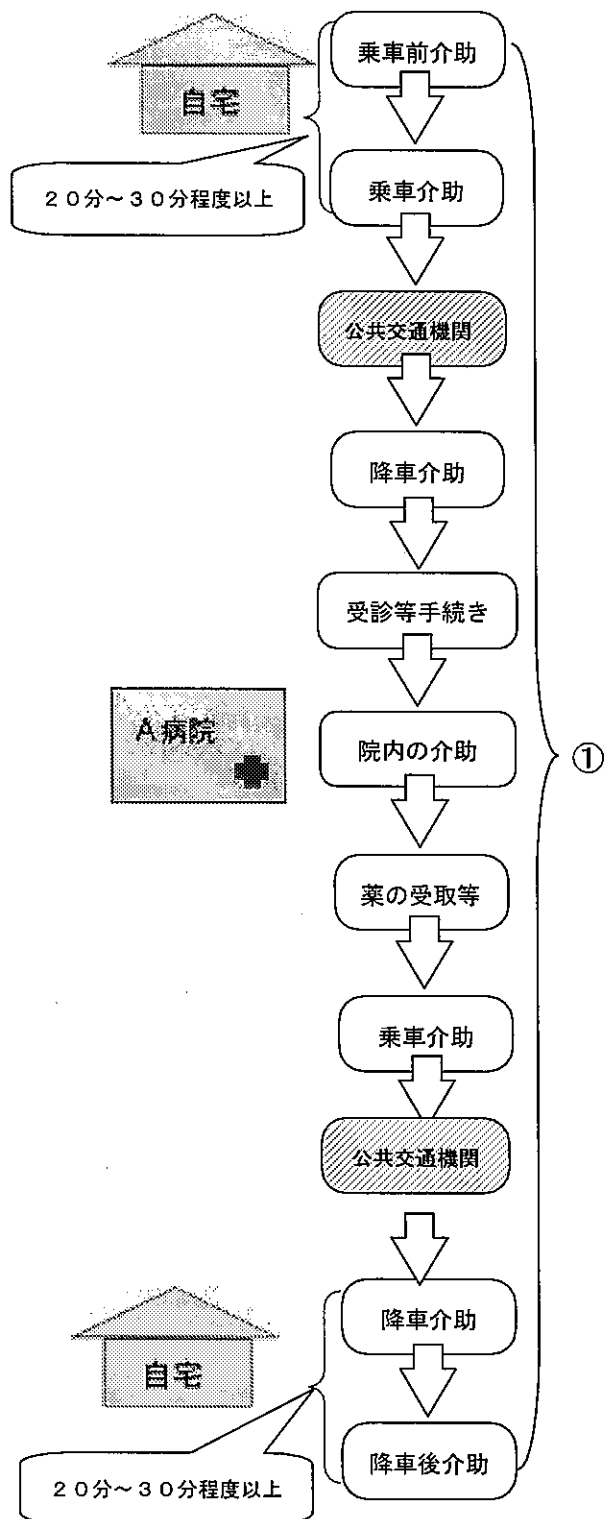 乗車前介助
自宅
20分~30分程度以上
乗車介助
公共交通機関
降車介助
受診等手続き
A病院
院内の介助
①
薬の受取等
乗車介助
公共交通機関
降車介助
自宅
20分~30分程度以上
降車後介助